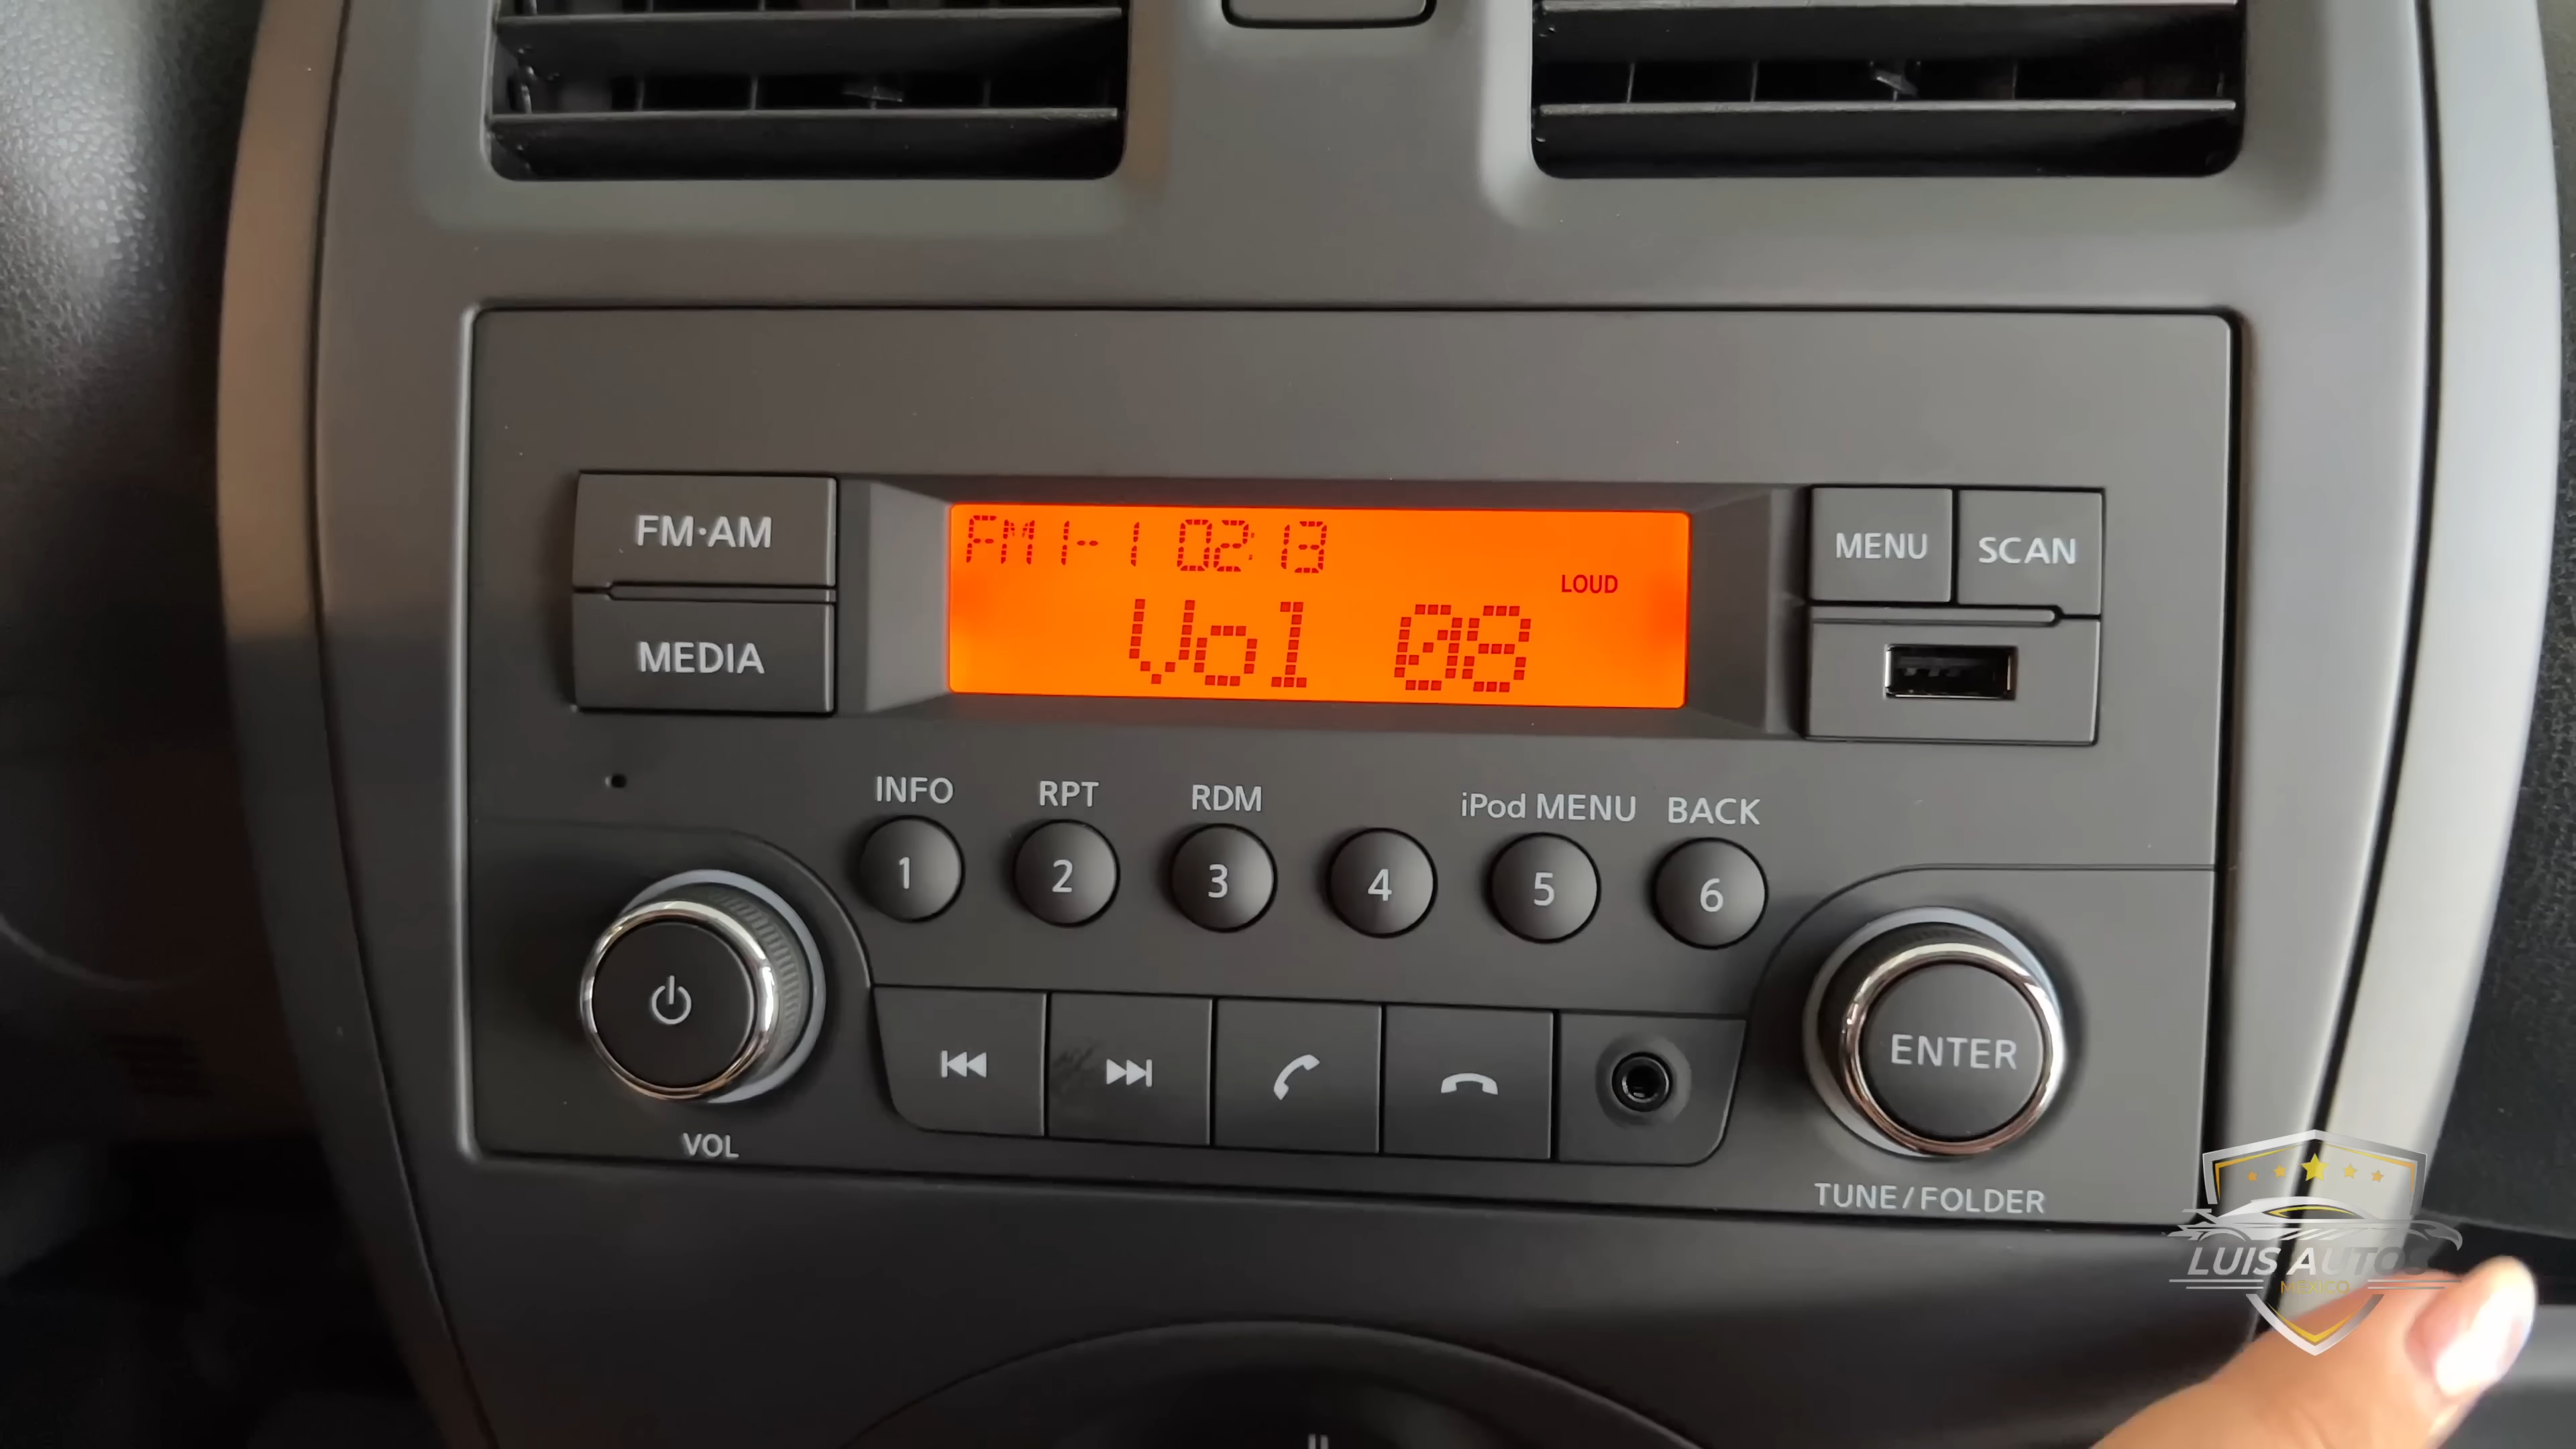 FM·AM
MEDIA
FM1-1 02:13
LOUD
Vol 08
MENU
SCAN
INFO
RPT
RDM
iPod MENU
BACK
1
2
3
4
5
6
ENTER
VOL
TUNE/FOLDER
LUIS AUTOS
MÉXICO